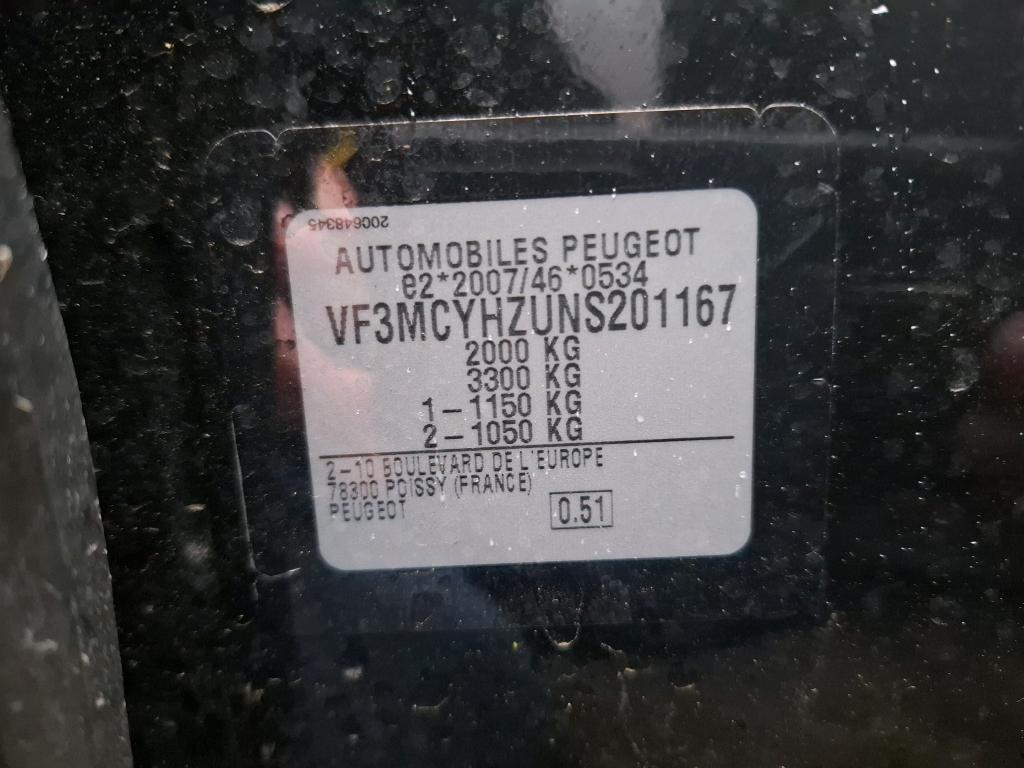 200648345
AUTOMOBILES PEUGEOT
e2*2007/46*0534
VF3MCYHZUNS201167
2000 KG
3300 KG
1-1150 KG
2-1050 KG
2-10 BOULEVARD DE L'EUROPE
78300 POISSY (FRANCE)
PEUGEOT
0.51